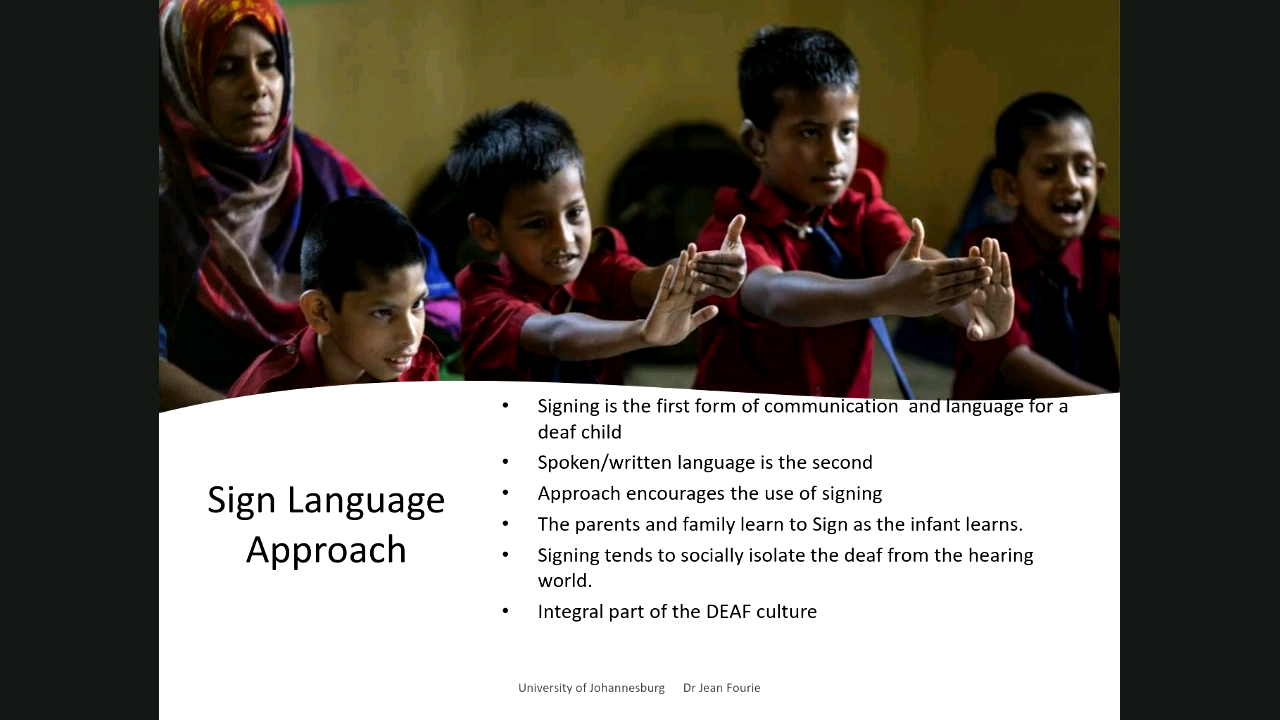 Sign Language
Approach
• Signing is the first form of communication  and language for a
deaf child
• Spoken/written language is the second
• Approach encourages the use of signing
• The parents and family learn to Sign as the infant learns.
• Signing tends to socially isolate the deaf from the hearing
world.
• Integral part of the DEAF culture
University of Johannesburg    Dr Jean Fourie